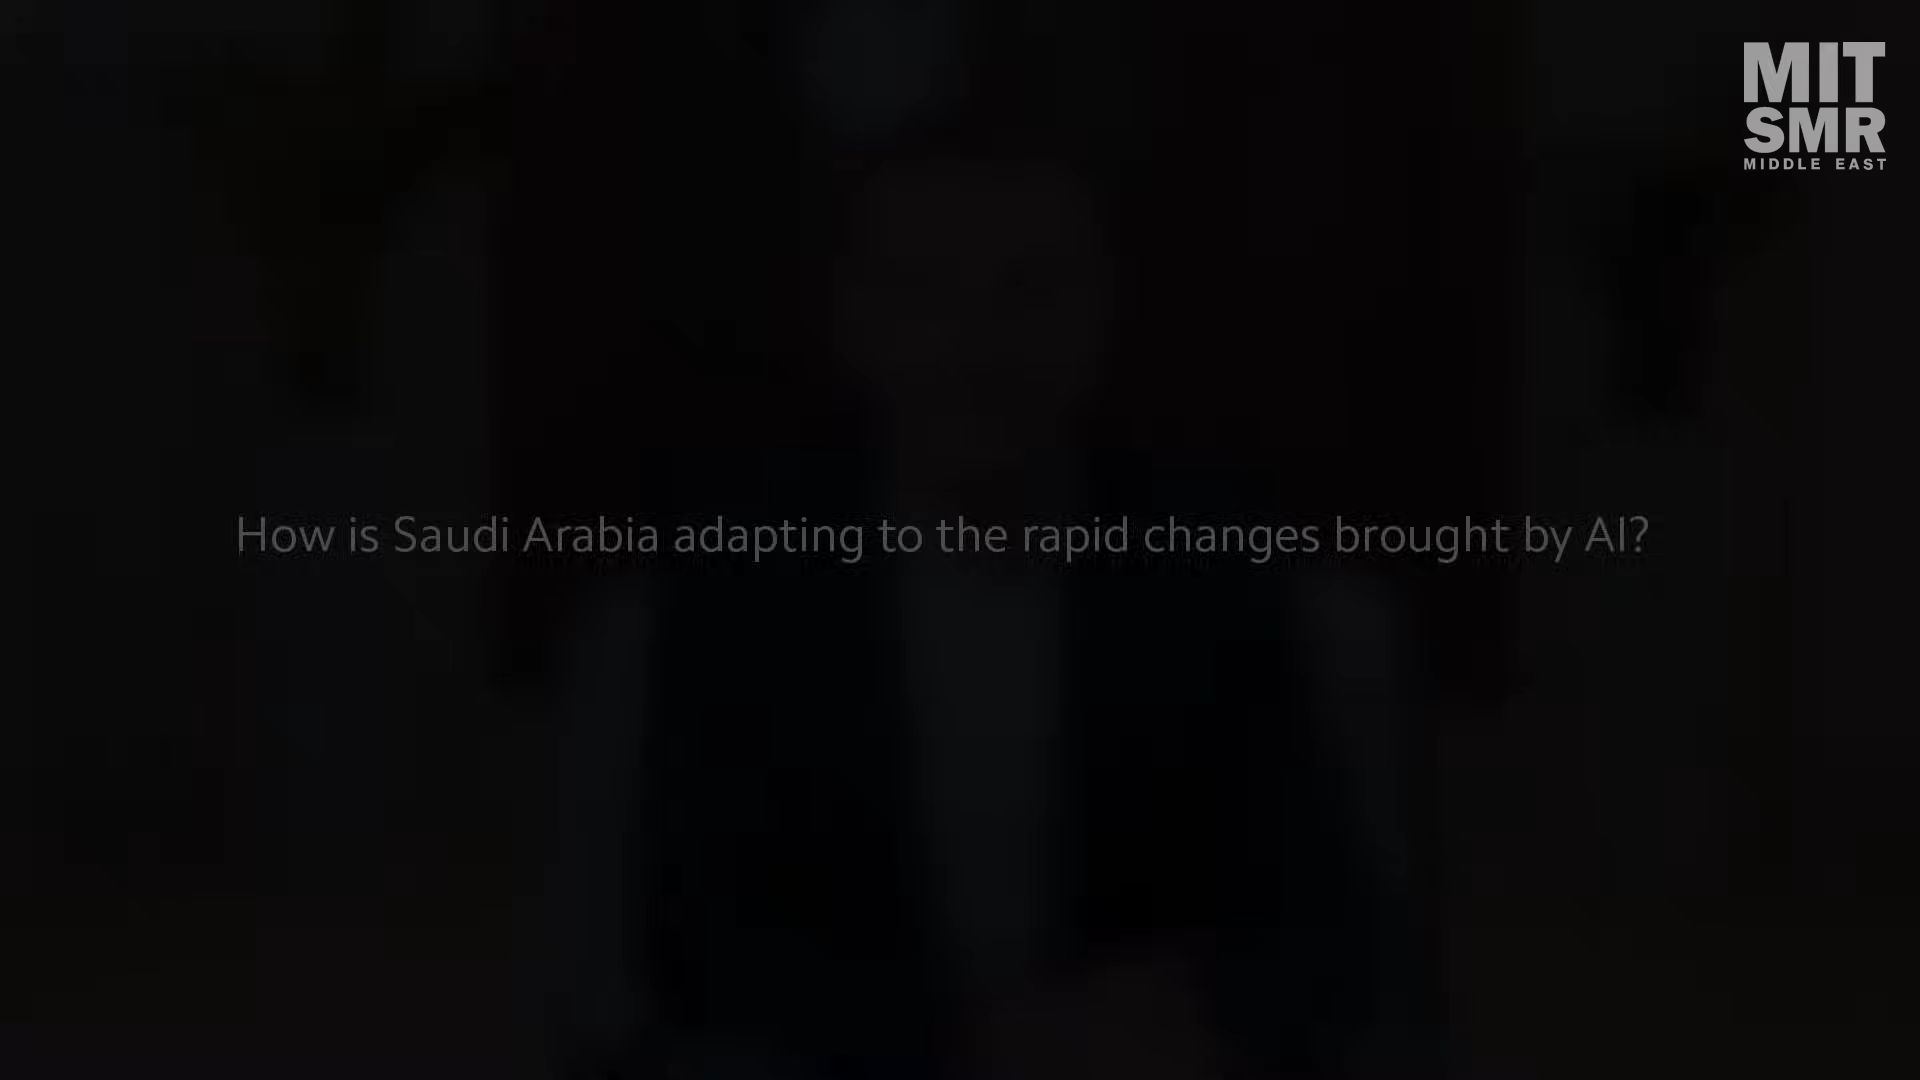 MIT
SMR
MIDDLE EAST
How is Saudi Arabia adapting to the rapid changes brought by AI?